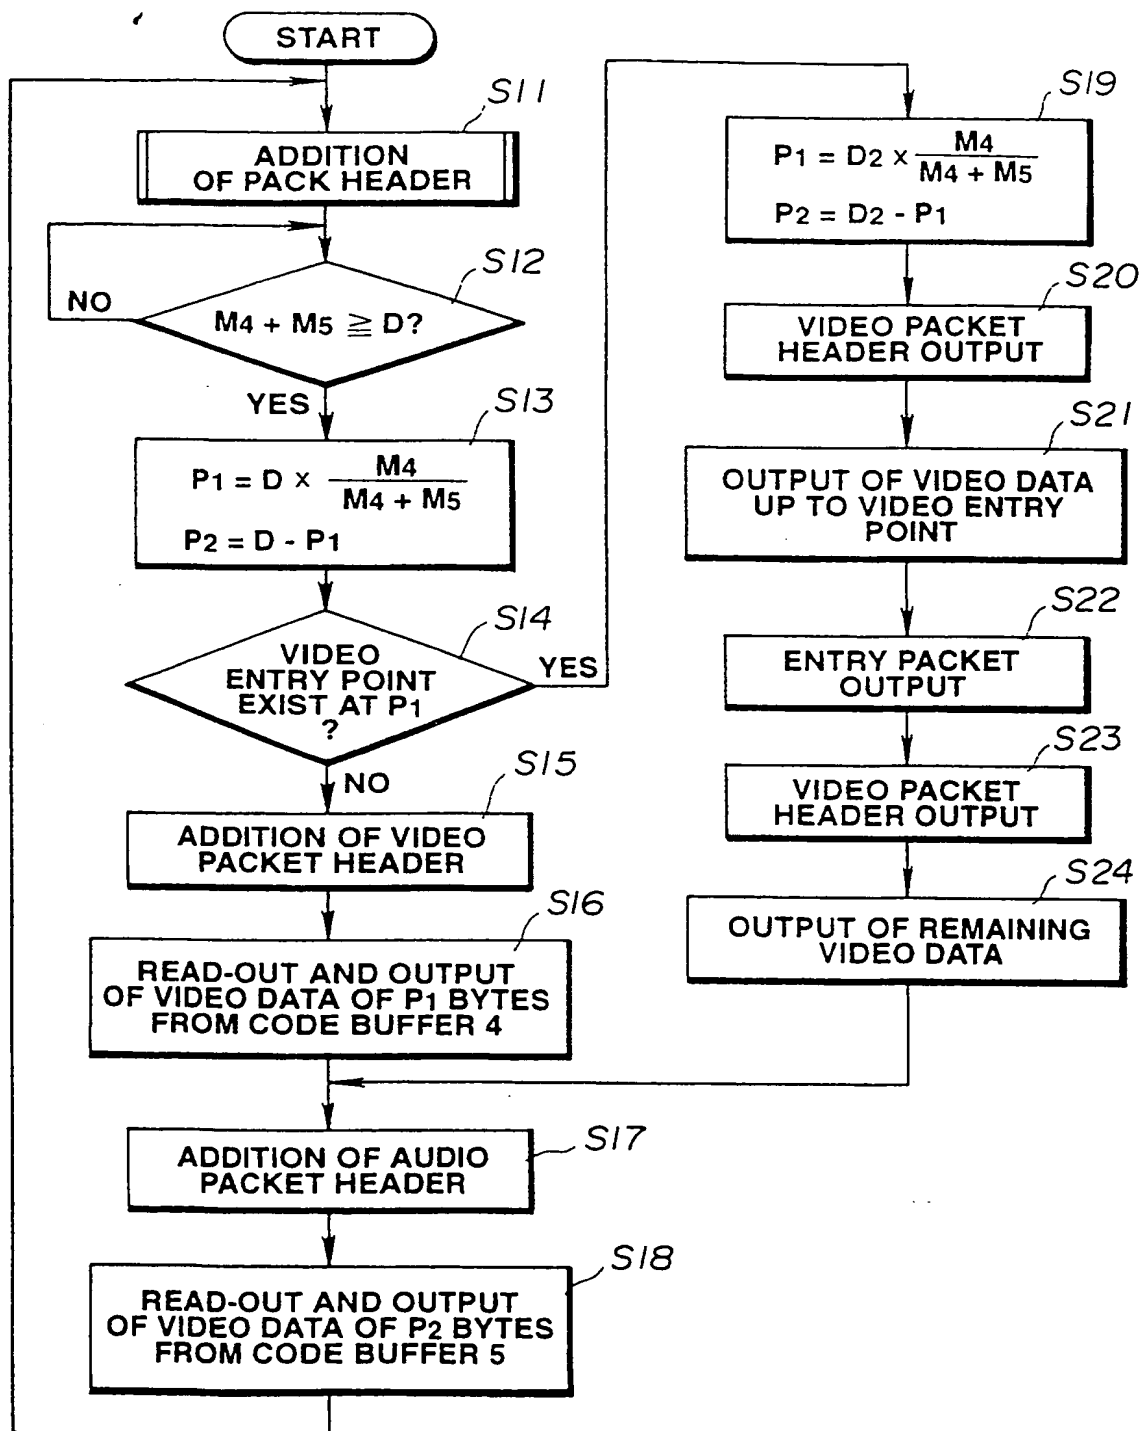 START
S11
ADDITION
OF PACK HEADER
S12
NO
M4 + M5 ≧ D?
YES
S13
P1 = D × M4 / M4 + M5
P2 = D - P1
S14
VIDEO
ENTRY POINT
EXIST AT P1
?
YES
NO
S15
ADDITION OF VIDEO
PACKET HEADER
S16
READ-OUT AND OUTPUT
OF VIDEO DATA OF P1 BYTES
FROM CODE BUFFER 4
S17
ADDITION OF AUDIO
PACKET HEADER
S18
READ-OUT AND OUTPUT
OF VIDEO DATA OF P2 BYTES
FROM CODE BUFFER 5
S19
P1 = D2 × M4 / M4 + M5
P2 = D2 - P1
S20
VIDEO PACKET
HEADER OUTPUT
S21
OUTPUT OF VIDEO DATA
UP TO VIDEO ENTRY
POINT
S22
ENTRY PACKET
OUTPUT
S23
VIDEO PACKET
HEADER OUTPUT
S24
OUTPUT OF REMAINING
VIDEO DATA